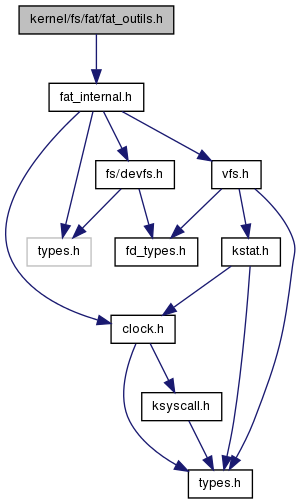 kernel/fs/fat/fat_outils.h
fat_internal.h
fs/devfs.h
vfs.h
types.h
fd_types.h
kstat.h
clock.h
ksyscall.h
types.h